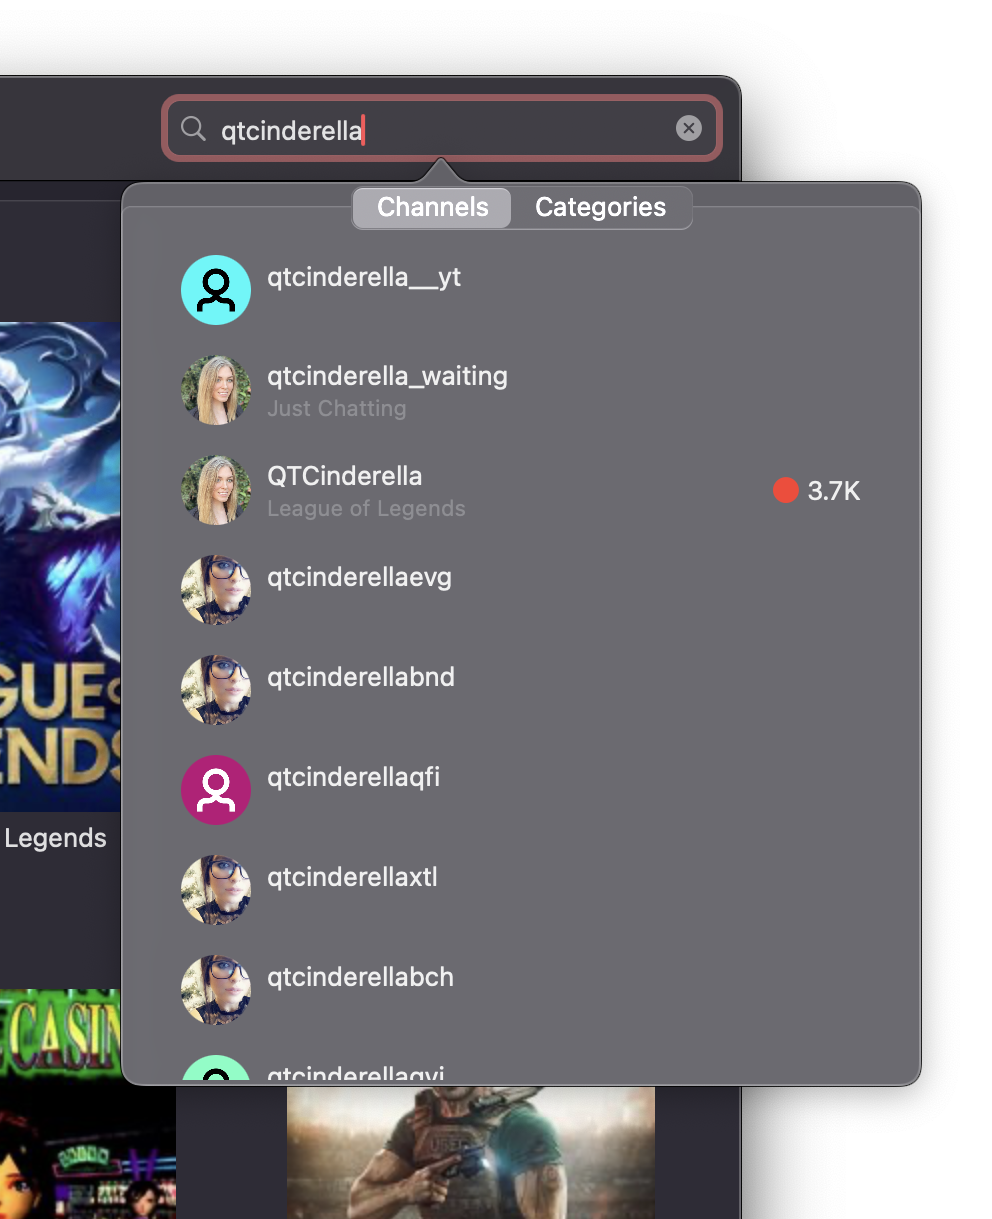 qtcinderella
Channels Categories
qtcinderella__yt
qtcinderella_waiting
Just Chatting
QTCinderella
League of Legends
3.7K
qtcinderellaevg
qtcinderellabnd
qtcinderellaqfi
qtcinderellaxtl
qtcinderellabch
GUE
ENDS
Legends
CASIN